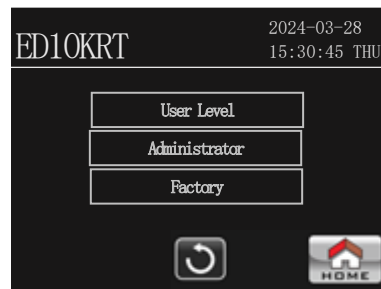 ED10KRT
2024-03-28
15:30:45 THU
User Level
Administrator
Factory
HOME